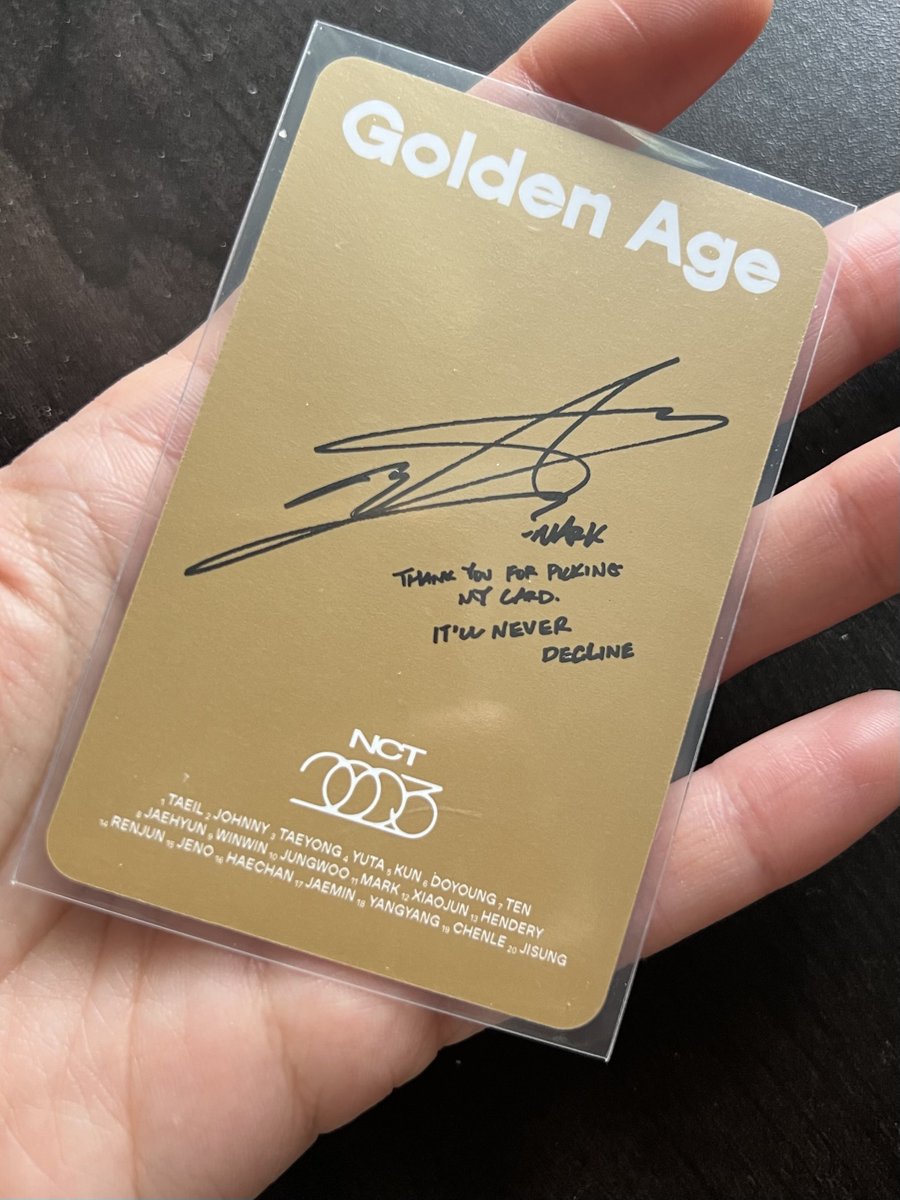 Golden Age
-MARK
THANK YOU FOR PICKING
MY CARD.
IT'LL NEVER
DECLINE
NCT
2023
1 TAEIL 2 JOHNNY 3 TAEYONG 4 YUTA 5 KUN 6 DOYOUNG 7 TEN
8 JAEHYUN 9 WINWIN 10 JUNGWOO 11 MARK 12 XIAOJUN 13 HENDERY
14 RENJUN 15 JENO 16 HAECHAN 17 JAEMIN 18 YANGYANG 19 CHENLE 20 JISUNG